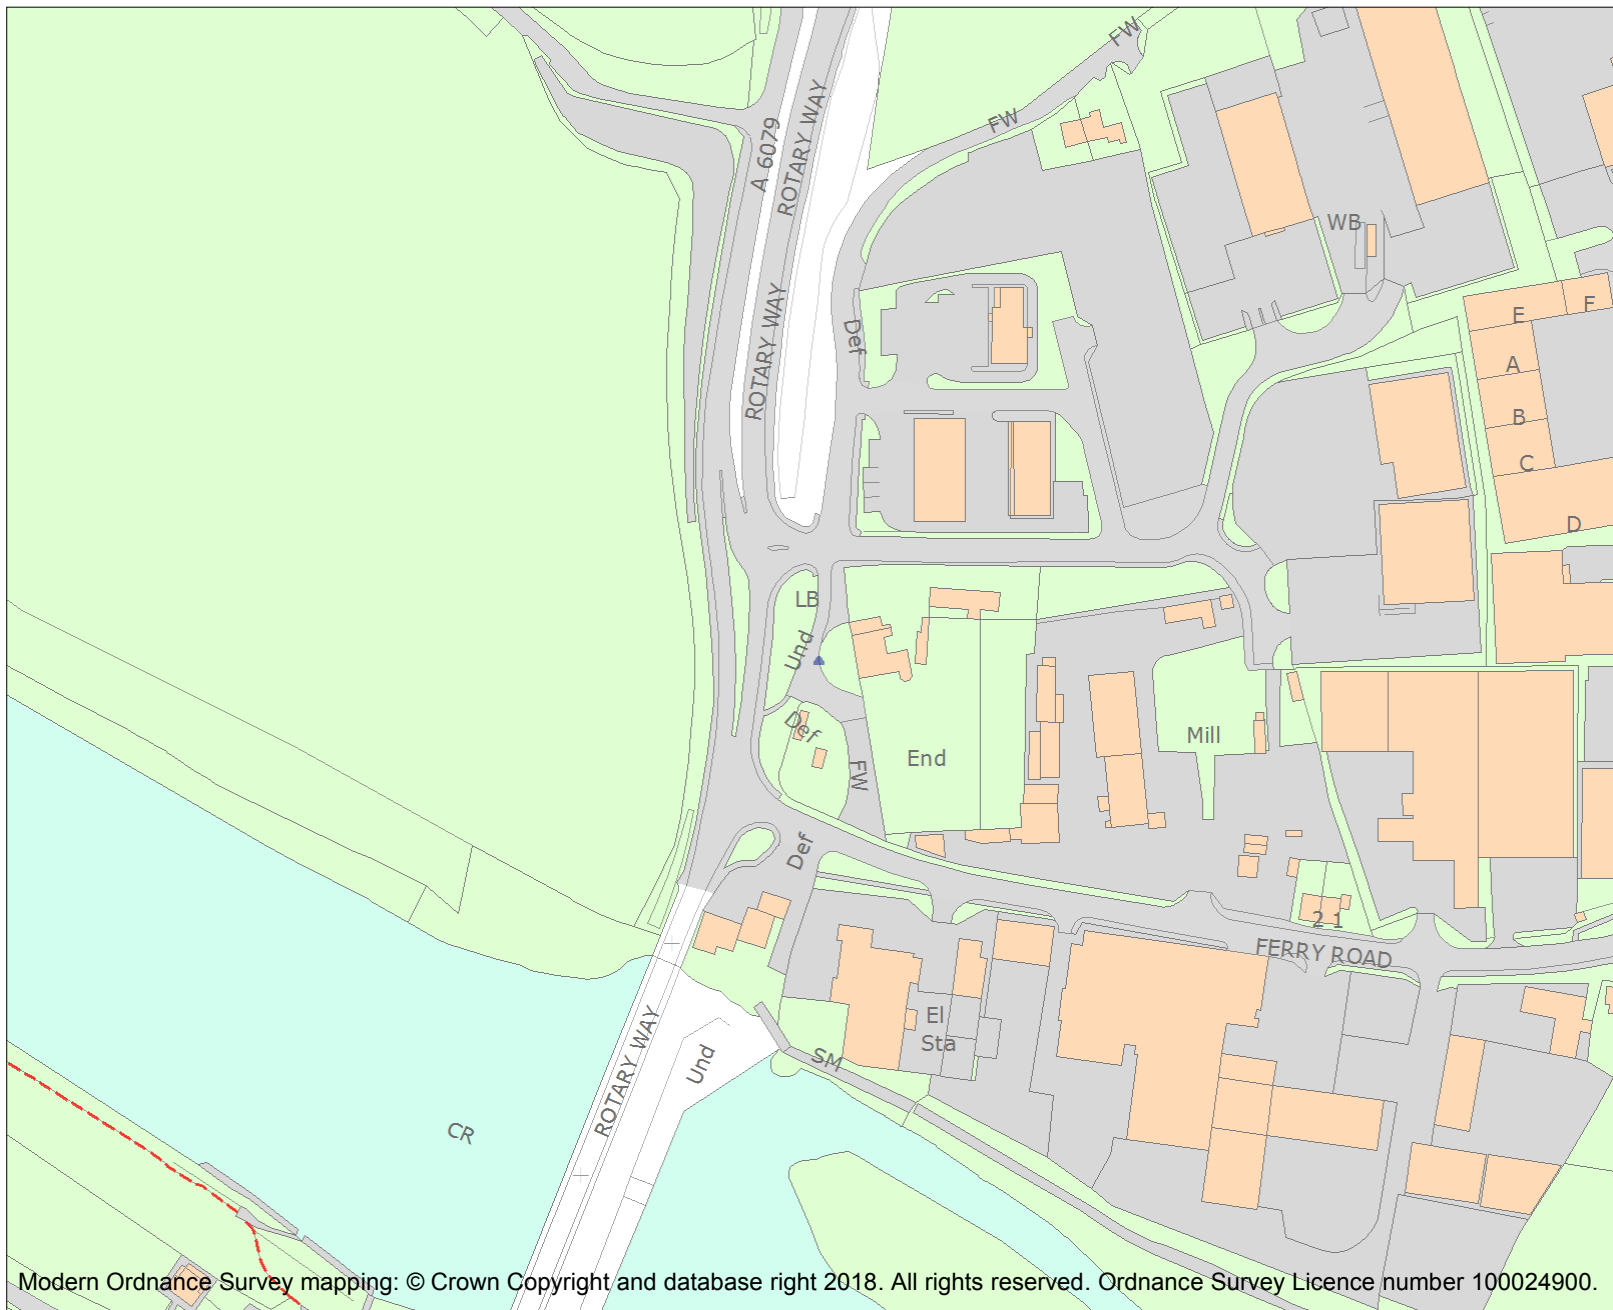 FW
A 6079
ROTARY WAY
FW
WB
ROTARY WAY
Def
E
F
A
B
C
D
LB
Und
Def
End
Mill
FW
Def
2 1
FERRY ROAD
El
Sta
ROTARY WAY
Und
SM
CR
Modern Ordnance Survey mapping: © Crown Copyright and database right 2018. All rights reserved. Ordnance Survey Licence number 100024900.